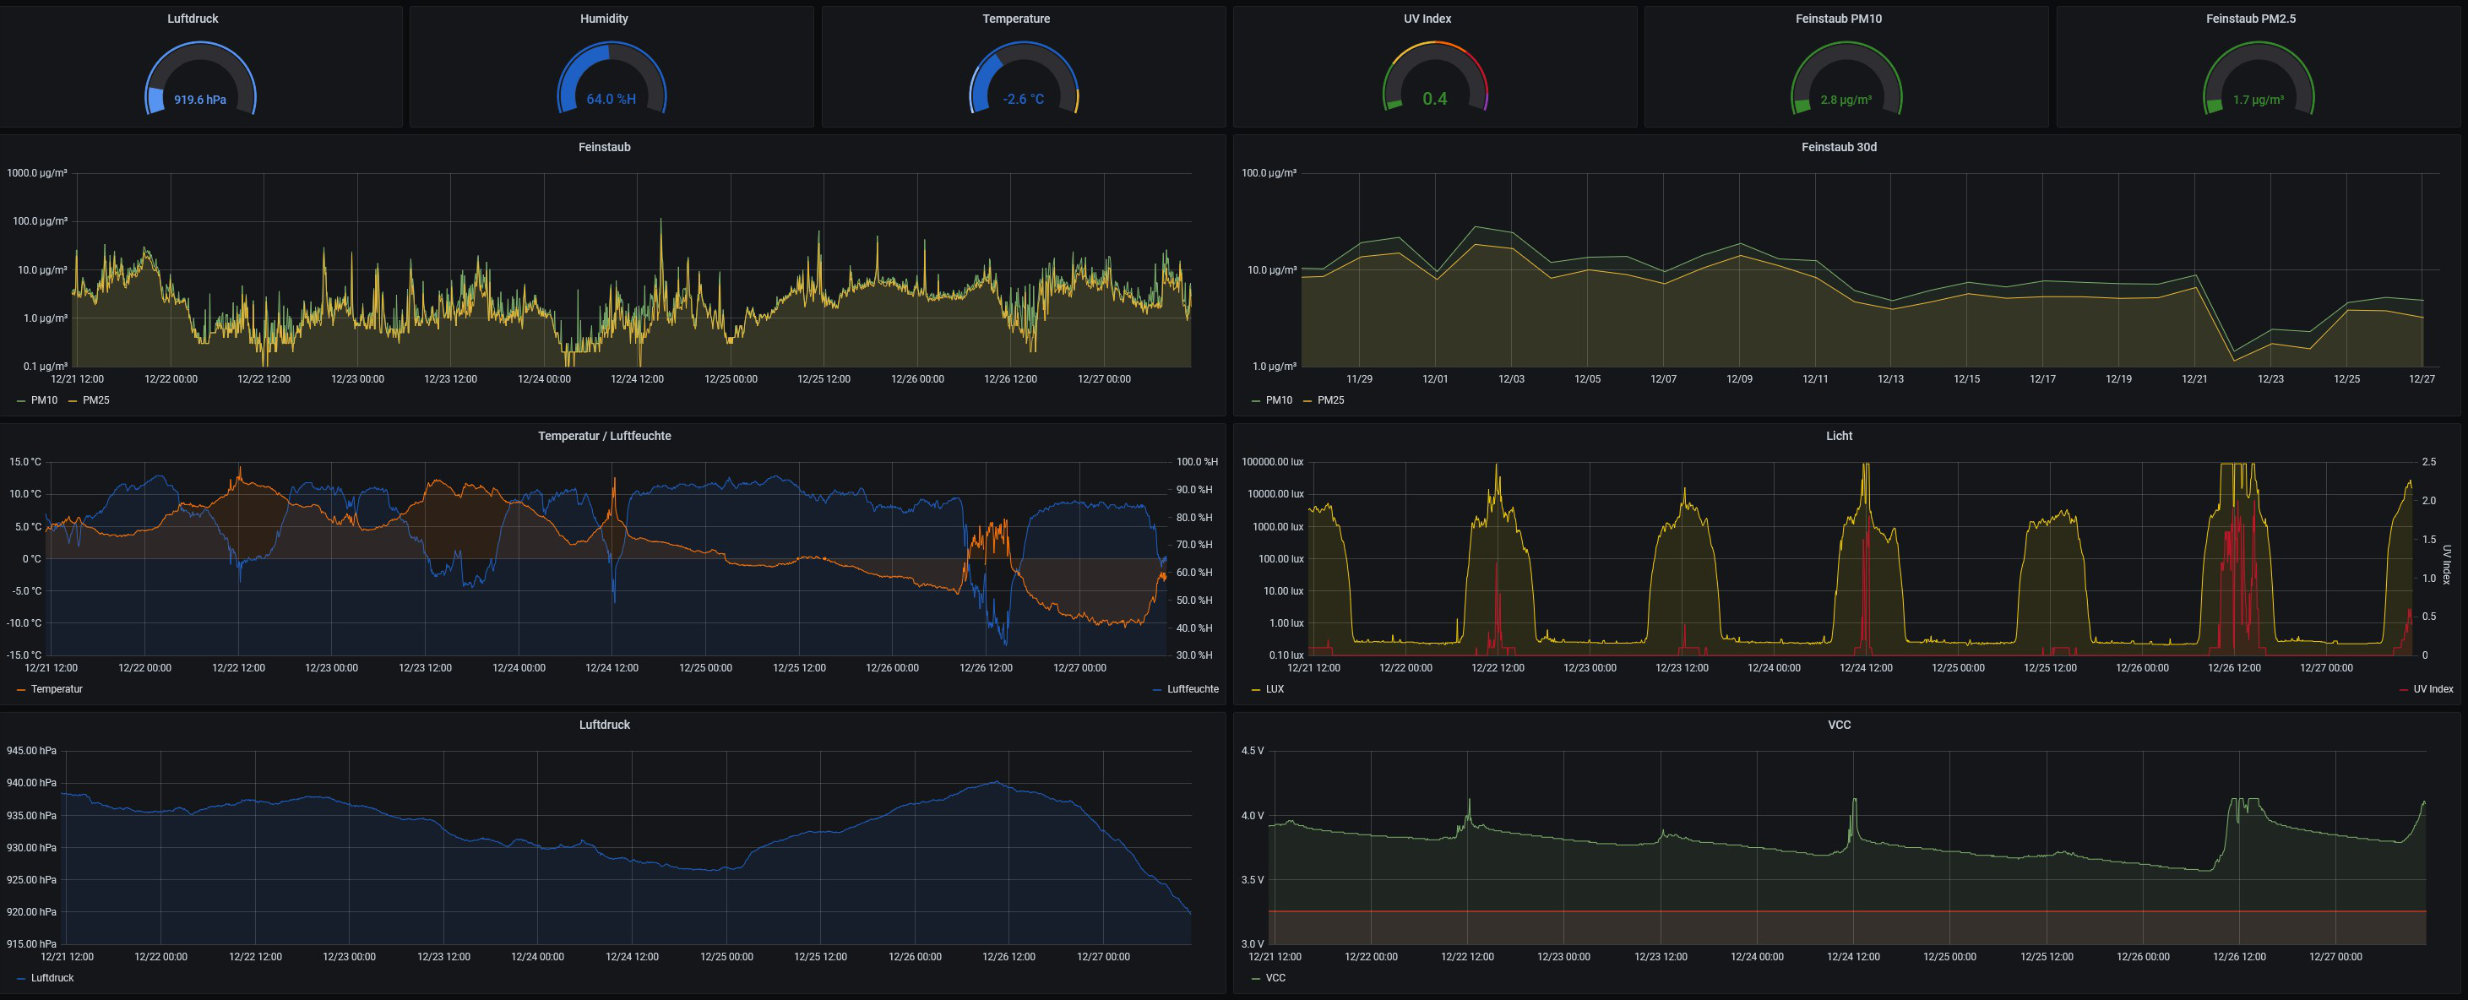 Luftdruck
919.6 hPa
Humidity
64.0 %H
Temperature
-2.6 °C
UV Index
0.4
Feinstaub PM10
2.8 µg/m³
Feinstaub PM2.5
1.7 µg/m³
Feinstaub
1000.0 µg/m³
100.0 µg/m³
10.0 µg/m³
1.0 µg/m³
0.1 µg/m³
12/21 12:00 12/22 00:00 12/22 12:00 12/23 00:00 12/23 12:00 12/24 00:00 12/24 12:00 12/25 00:00 12/25 12:00 12/26 00:00 12/26 12:00 12/27 00:00
PM10 PM25
Feinstaub 30d
100.0 µg/m³
10.0 µg/m³
1.0 µg/m³
11/29 12/01 12/03 12/05 12/07 12/09 12/11 12/13 12/15 12/17 12/19 12/21 12/23 12/25 12/27
PM10 PM25
Temperatur / Luftfeuchte
15.0 °C
10.0 °C
5.0 °C
0 °C
-5.0 °C
-10.0 °C
-15.0 °C
100.0 %H
90.0 %H
80.0 %H
70.0 %H
60.0 %H
50.0 %H
40.0 %H
30.0 %H
12/21 12:00 12/22 00:00 12/22 12:00 12/23 00:00 12/23 12:00 12/24 00:00 12/24 12:00 12/25 00:00 12/25 12:00 12/26 00:00 12/26 12:00 12/27 00:00
Temperatur Luftfeuchte
Licht
100000.00 lux
10000.00 lux
1000.00 lux
100.00 lux
10.00 lux
1.00 lux
0.10 lux
2.5
2.0
1.5
1.0
0.5
0
UV Index
12/21 12:00 12/22 00:00 12/22 12:00 12/23 00:00 12/23 12:00 12/24 00:00 12/24 12:00 12/25 00:00 12/25 12:00 12/26 00:00 12/26 12:00 12/27 00:00
LUX UV Index
Luftdruck
945.00 hPa
940.00 hPa
935.00 hPa
930.00 hPa
925.00 hPa
920.00 hPa
915.00 hPa
12/21 12:00 12/22 00:00 12/22 12:00 12/23 00:00 12/23 12:00 12/24 00:00 12/24 12:00 12/25 00:00 12/25 12:00 12/26 00:00 12/26 12:00 12/27 00:00
Luftdruck
VCC
4.5 V
4.0 V
3.5 V
3.0 V
12/21 12:00 12/22 00:00 12/22 12:00 12/23 00:00 12/23 12:00 12/24 00:00 12/24 12:00 12/25 00:00 12/25 12:00 12/26 00:00 12/26 12:00 12/27 00:00
VCC